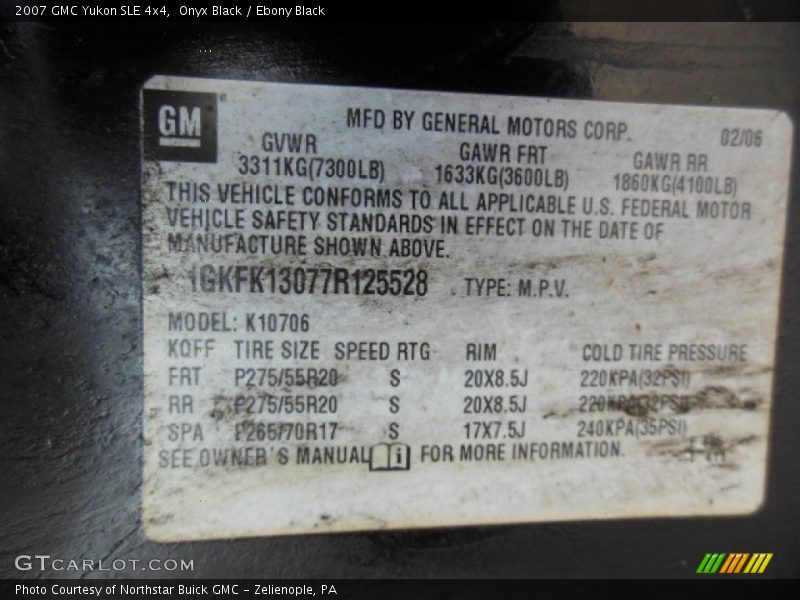 2007 GMC Yukon SLE 4x4,  Onyx Black / Ebony Black
GM
MFD BY GENERAL MOTORS CORP.
02/06
GVWR GAWR FRT GAWR RR
3311KG(7300LB) 1633KG(3600LB) 1860KG(4100LB)
THIS VEHICLE CONFORMS TO ALL APPLICABLE U.S. FEDERAL MOTOR
VEHICLE SAFETY STANDARDS IN EFFECT ON THE DATE OF
MANUFACTURE SHOWN ABOVE.
1GKFK13077R125528 TYPE: M.P.V.
MODEL: K10706
KOFF TIRE SIZE SPEED RTG RIM COLD TIRE PRESSURE
FRT P275/55R20 S 20X8.5J 220KPA(32PSI)
RR P275/55R20 S 20X8.5J 220KPA(32PSI)
SPA P265/70R17 S 17X7.5J 240KPA(35PSI)
SEE OWNER'S MANUAL i FOR MORE INFORMATION.
GTCARLOT.COM
Photo Courtesy of Northstar Buick GMC - Zelienople, PA